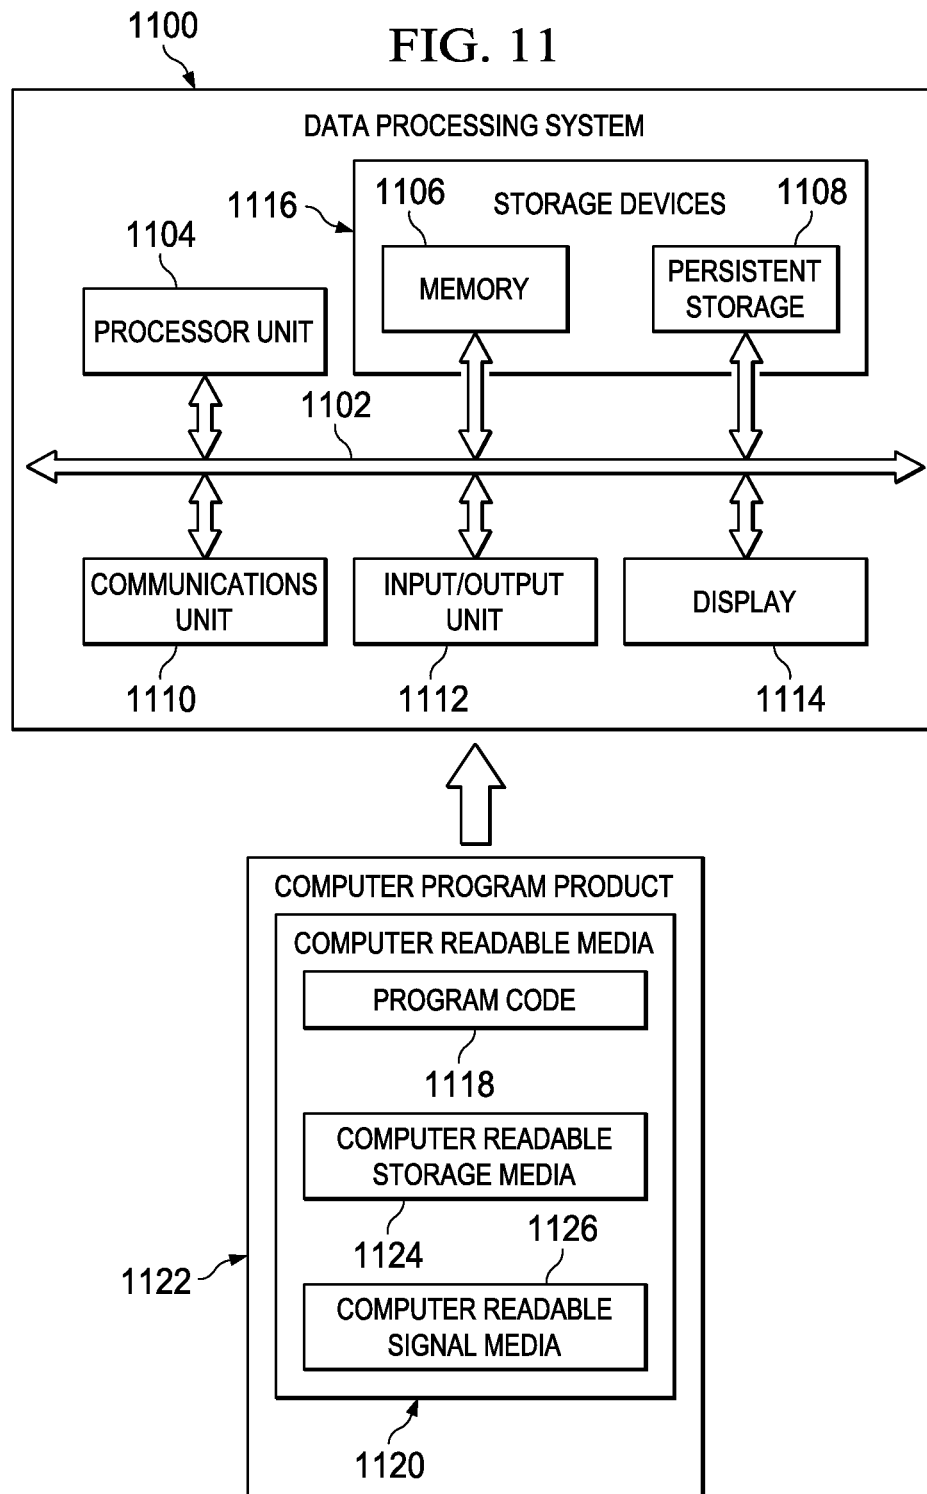 1100
FIG. 11
DATA PROCESSING SYSTEM
1116
1106
STORAGE DEVICES
1108
1104
MEMORY
PERSISTENT
STORAGE
PROCESSOR UNIT
1102
COMMUNICATIONS
UNIT
INPUT/OUTPUT
UNIT
DISPLAY
1110
1112
1114
COMPUTER PROGRAM PRODUCT
COMPUTER READABLE MEDIA
PROGRAM CODE
1118
COMPUTER READABLE
STORAGE MEDIA
1124
1126
1122
COMPUTER READABLE
SIGNAL MEDIA
1120